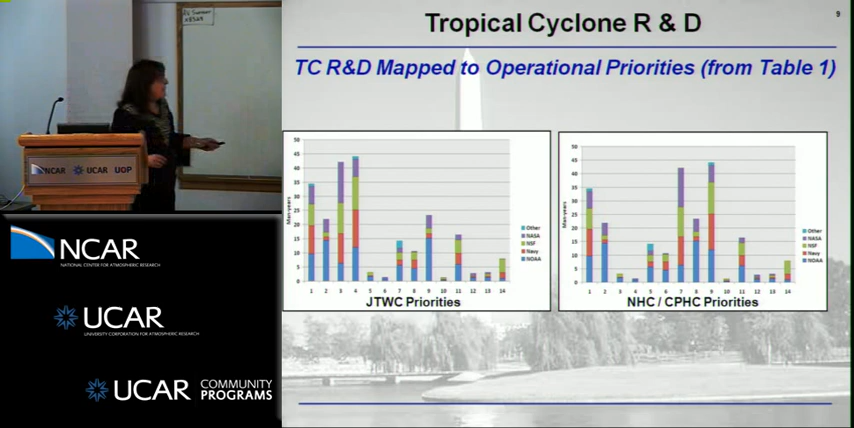 Tropical Cyclone R & D
9
TC R&D Mapped to Operational Priorities (from Table 1)
50
45
40
35
30
25
20
15
10
5
0
Man-years
1 2 3 4 5 6 7 8 9 10 11 12 13 14
Other
NASA
NSF
Navy
NOAA
JTWC Priorities
50
45
40
35
30
25
20
15
10
5
0
Man-years
1 2 3 4 5 6 7 8 9 10 11 12 13 14
Other
NASA
NSF
Navy
NOAA
NHC / CPHC Priorities
NCAR UCAR UOP
NCAR
NATIONAL CENTER FOR ATMOSPHERIC RESEARCH
UCAR
UNIVERSITY CORPORATION FOR ATMOSPHERIC RESEARCH
UCAR COMMUNITY
PROGRAMS